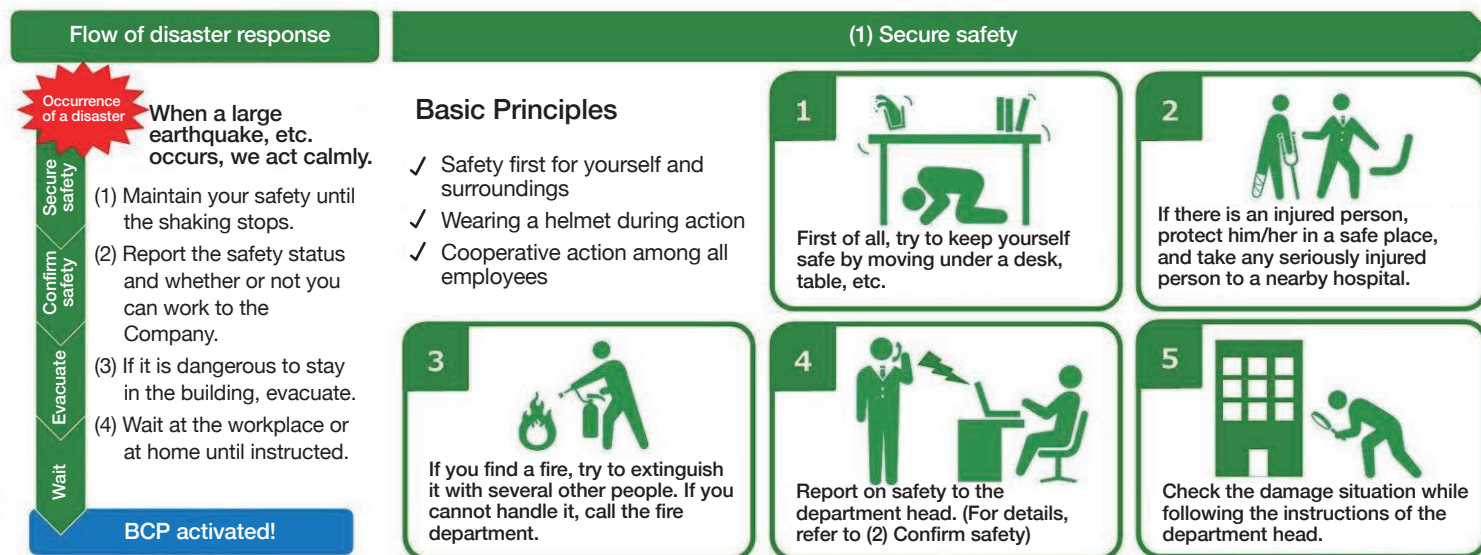 Flow of disaster response
Occurrence
of a disaster
When a large
earthquake, etc.
occurs, we act calmly.
Secure
safety
Confirm
safety
Evacuate
Wait
(1) Maintain your safety until
the shaking stops.
(2) Report the safety status
and whether or not you
can work to the
Company.
(3) If it is dangerous to stay
in the building, evacuate.
(4) Wait at the workplace or
at home until instructed.
BCP activated!
(1) Secure safety
Basic Principles
✓ Safety first for yourself and
surroundings
✓ Wearing a helmet during action
✓ Cooperative action among all
employees
1
First of all, try to keep yourself
safe by moving under a desk,
table, etc.
2
If there is an injured person,
protect him/her in a safe place,
and take any seriously injured
person to a nearby hospital.
3
If you find a fire, try to extinguish
it with several other people. If you
cannot handle it, call the fire
department.
4
Report on safety to the
department head. (For details,
refer to (2) Confirm safety)
5
Check the damage situation while
following the instructions of the
department head.